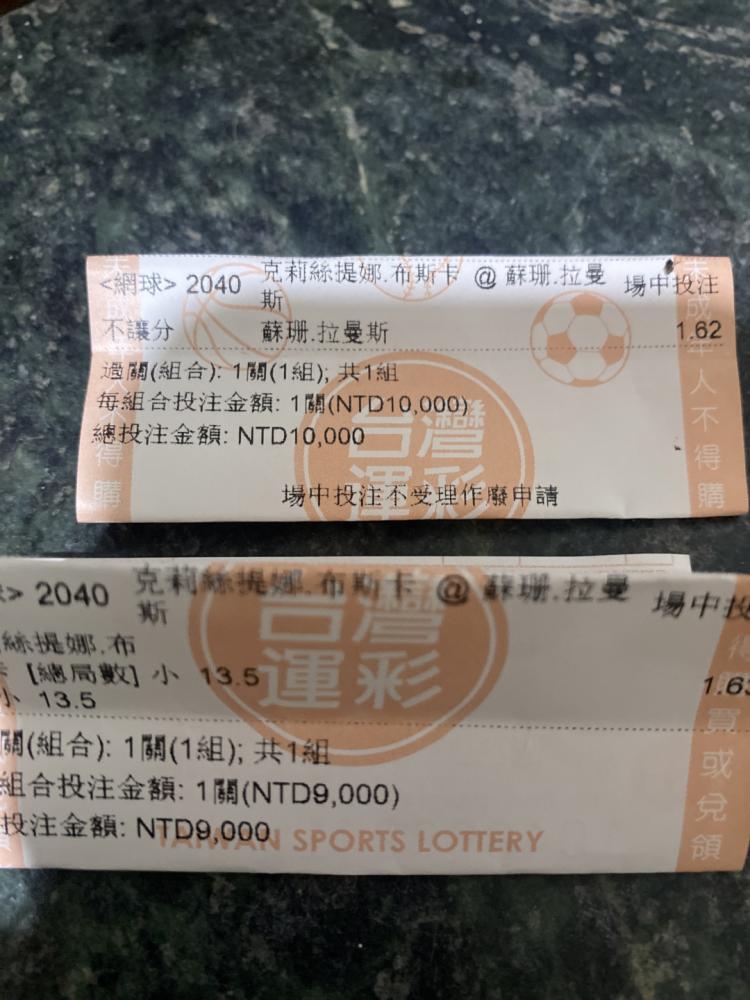 <網球> 2040 克莉絲提娜.布斯卡 @ 蘇珊.拉曼 場中投注
斯
不讓分 蘇珊.拉曼斯 1.62
過關(組合): 1關(1組); 共1組
每組合投注金額: 1關(NTD10,000)
總投注金額: NTD10,000
場中投注不受理作廢申請
台灣
運彩
人不得購
得購
> 2040 克莉絲提娜.布斯卡 @ 蘇珊.拉曼 場中投
斯
絲提娜.布
[總局數] 小 13.5
小 13.5 1.63
關(組合): 1關(1組); 共1組
組合投注金額: 1關(NTD9,000)
投注金額: NTD9,000
台灣
運彩
TAIWAN SPORTS LOTTERY
得購買或兌領